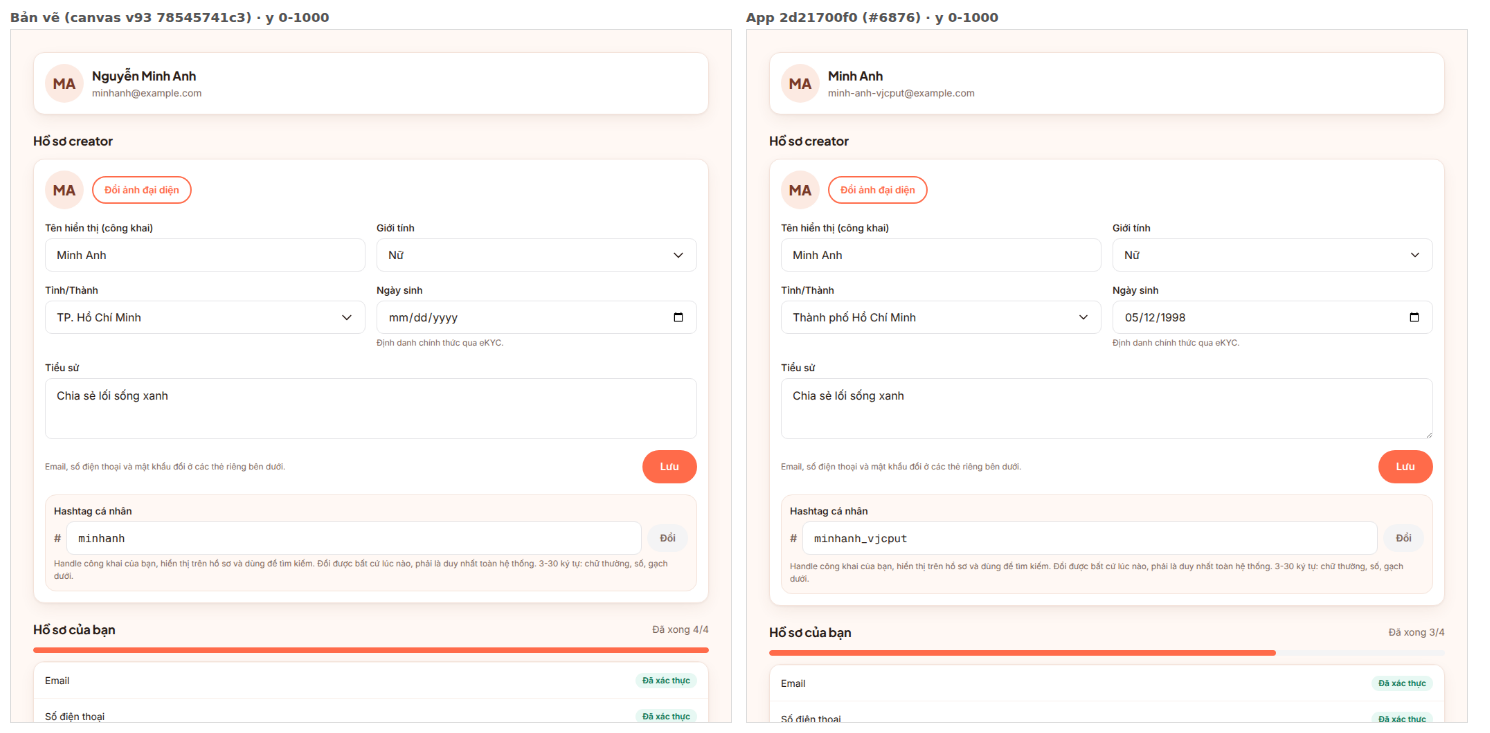 Bản vẽ (canvas v93 78545741c3) · y 0-1000
MA
Nguyễn Minh Anh
minhanh@example.com
Hồ sơ creator
MA
Đổi ảnh đại diện
Tên hiển thị (công khai)
Giới tính
Minh Anh
Nữ
Tỉnh/Thành
Ngày sinh
TP. Hồ Chí Minh
mm/dd/yyyy
Định danh chính thức qua eKYC.
Tiểu sử
Chia sẻ lối sống xanh
Email, số điện thoại và mật khẩu đổi ở các thẻ riêng bên dưới.
Lưu
Hashtag cá nhân
# minhanh
Đổi
Handle công khai của bạn, hiển thị trên hồ sơ và dùng để tìm kiếm. Đổi được bất cứ lúc nào, phải là duy nhất toàn hệ thống. 3-30 ký tự: chữ thường, số, gạch
dưới.
Hồ sơ của bạn
Đã xong 4/4
Email
Đã xác thực
Số điện thoại
Đã xác thực
App 2d21700f0 (#6876) · y 0-1000
MA
Minh Anh
minh-anh-vjcput@example.com
Hồ sơ creator
MA
Đổi ảnh đại diện
Tên hiển thị (công khai)
Giới tính
Minh Anh
Nữ
Tỉnh/Thành
Ngày sinh
Thành phố Hồ Chí Minh
05/12/1998
Định danh chính thức qua eKYC.
Tiểu sử
Chia sẻ lối sống xanh
Email, số điện thoại và mật khẩu đổi ở các thẻ riêng bên dưới.
Lưu
Hashtag cá nhân
# minhanh_vjcput
Đổi
Handle công khai của bạn, hiển thị trên hồ sơ và dùng để tìm kiếm. Đổi được bất cứ lúc nào, phải là duy nhất toàn hệ thống. 3-30 ký tự: chữ thường, số, gạch
dưới.
Hồ sơ của bạn
Đã xong 3/4
Email
Đã xác thực
Số điện thoại
Đã xác thực